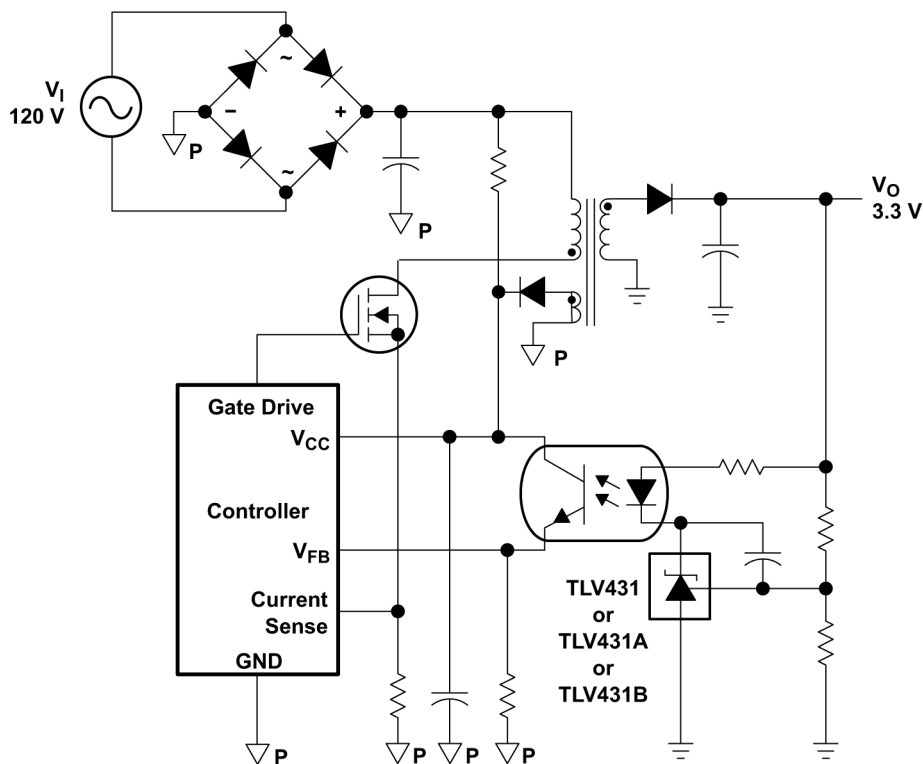 V_I
120 V
~
−
+
~
P
P
V_O
3.3 V
P
Gate Drive
V_CC
Controller
V_FB
Current
Sense
GND
TLV431
or
TLV431A
or
TLV431B
P
P
P
P